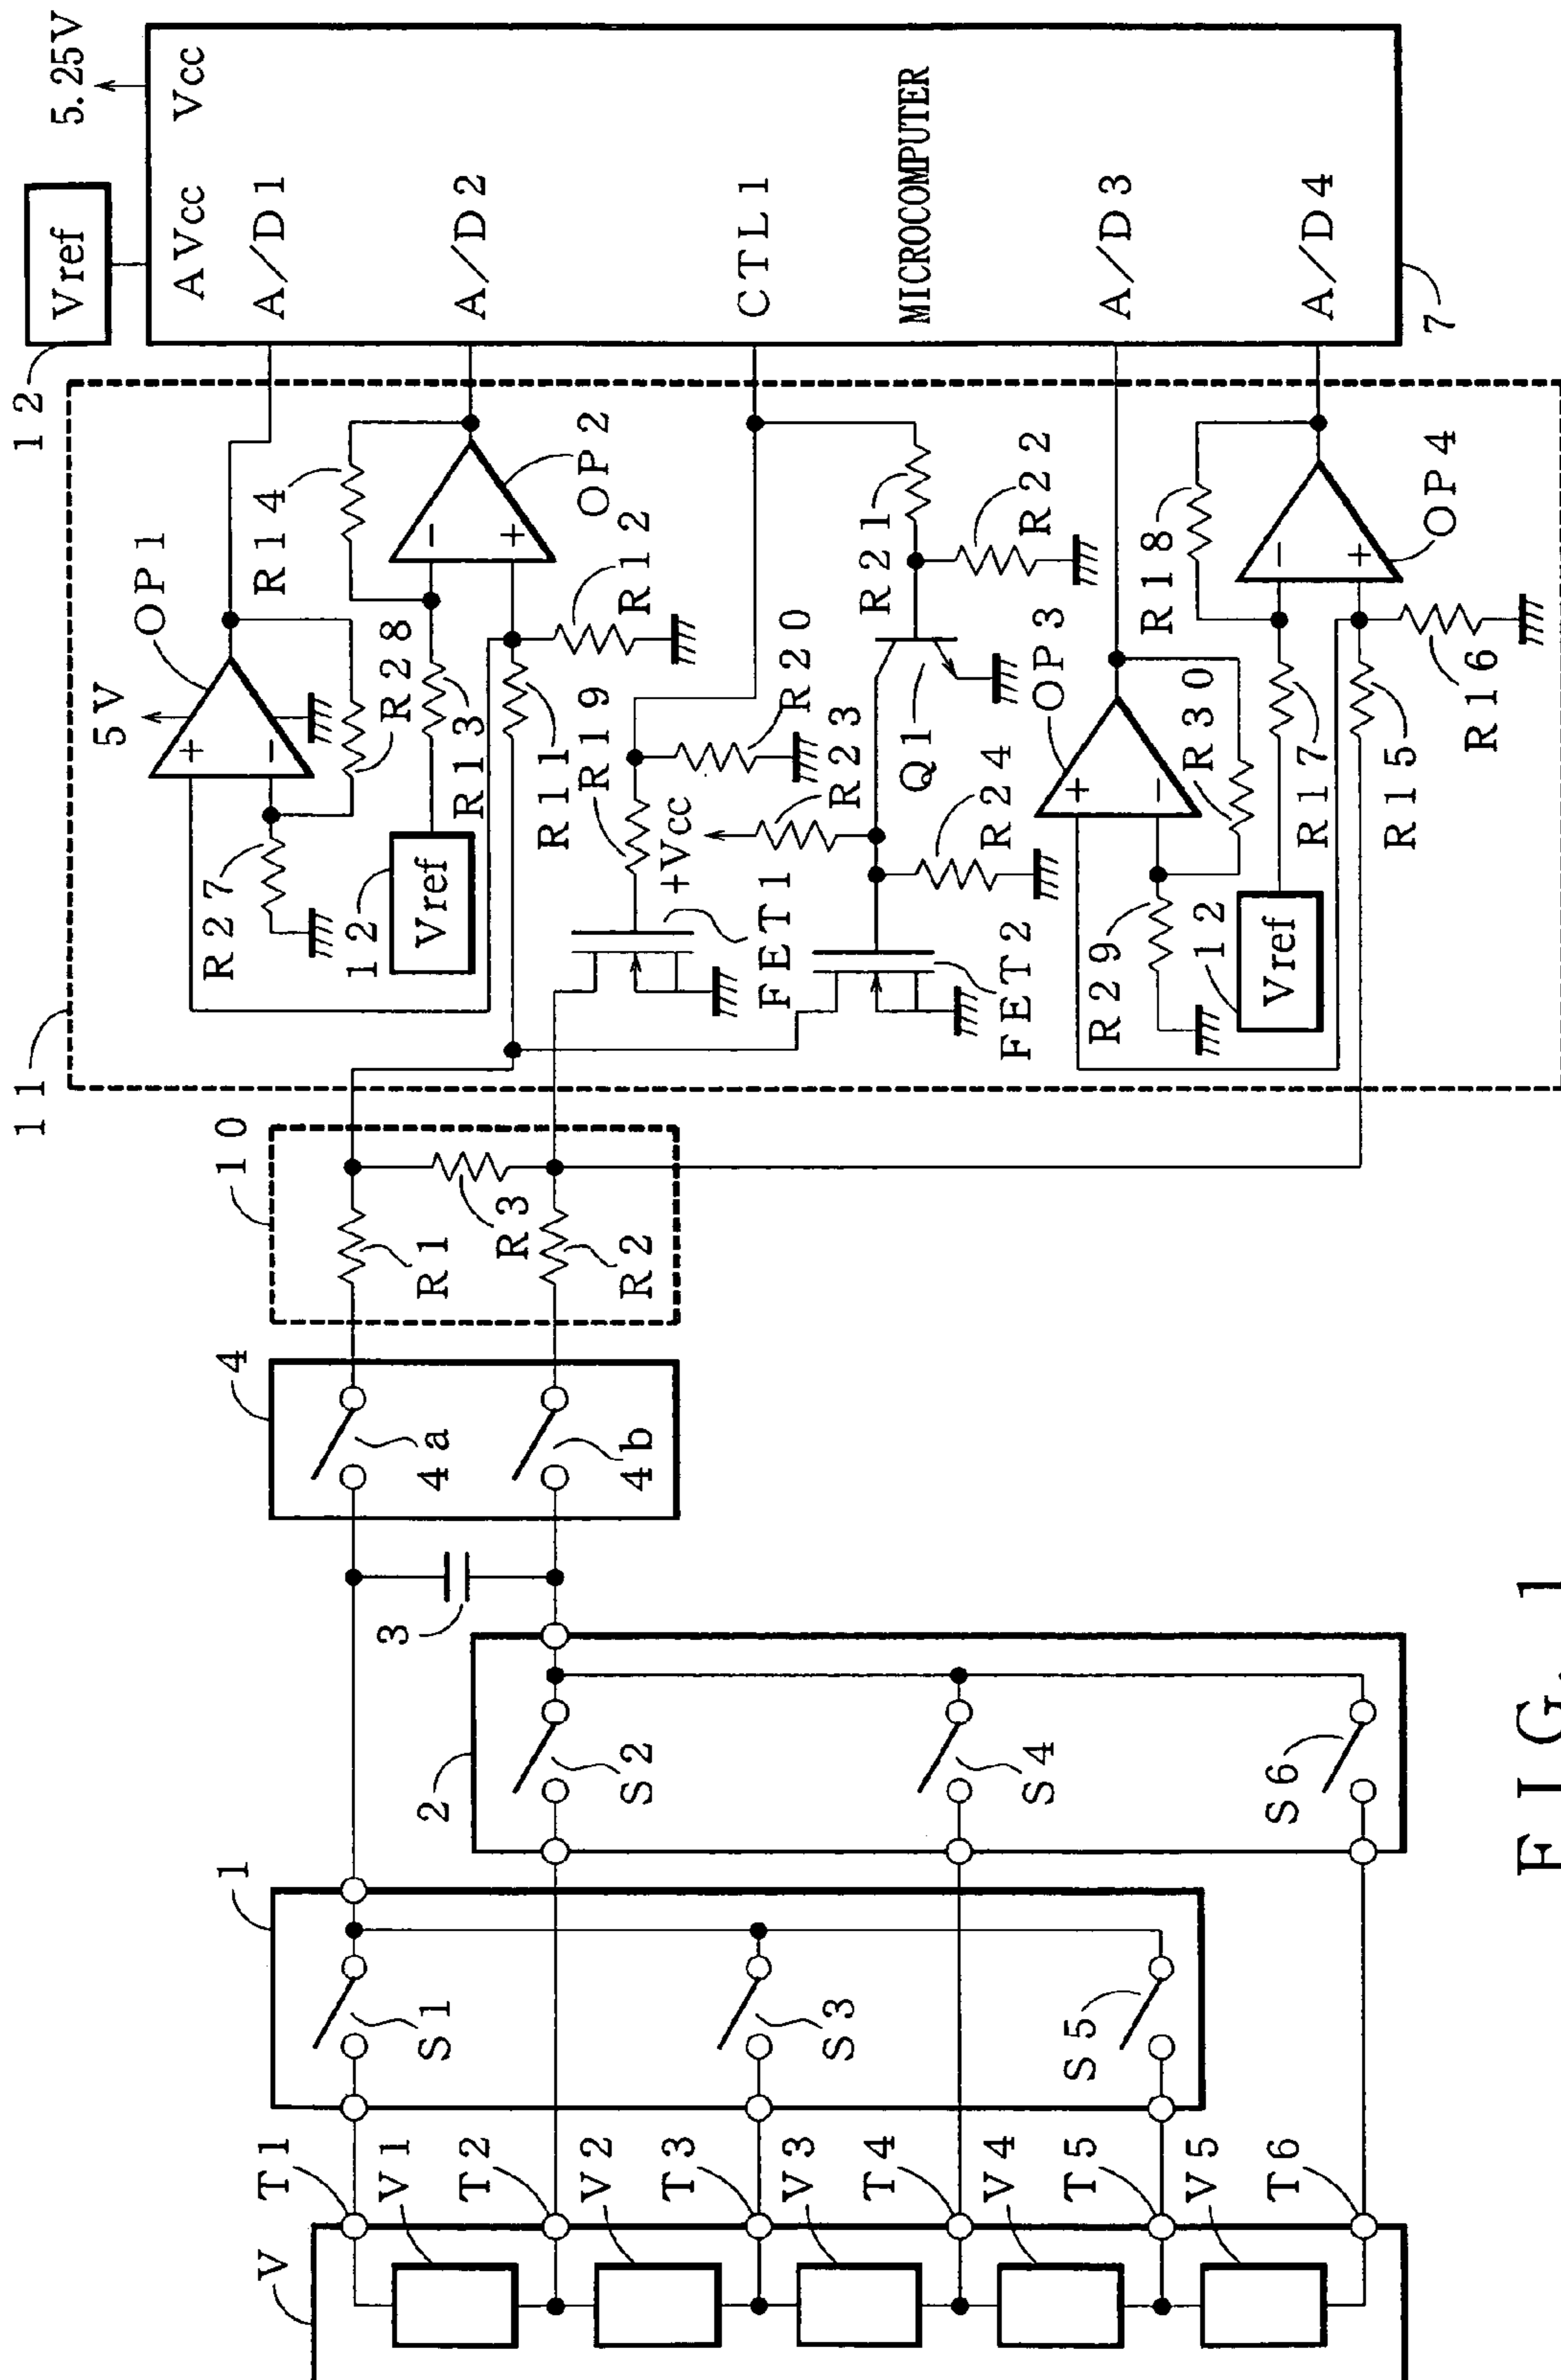 FIG. 1
V
T1
V1
T2
V2
T3
V3
T4
V4
T5
V5
T6
1
S1
S3
S5
2
S2
S4
S6
3
4
4a
4b
10
R1
R3
R2
11
R27
OP1
5V
R28
R14
12
Vref
R13
R11
OP2
R12
R19
R20
+Vcc
FET1
R23
R24
FET2
Q1
R21
R22
OP3
R29
R30
12
Vref
R17
R15
R18
R16
OP4
12
Vref
5.25V
AVcc
Vcc
A/D1
A/D2
CTL1
MICROCOMPUTER
A/D3
A/D4
7